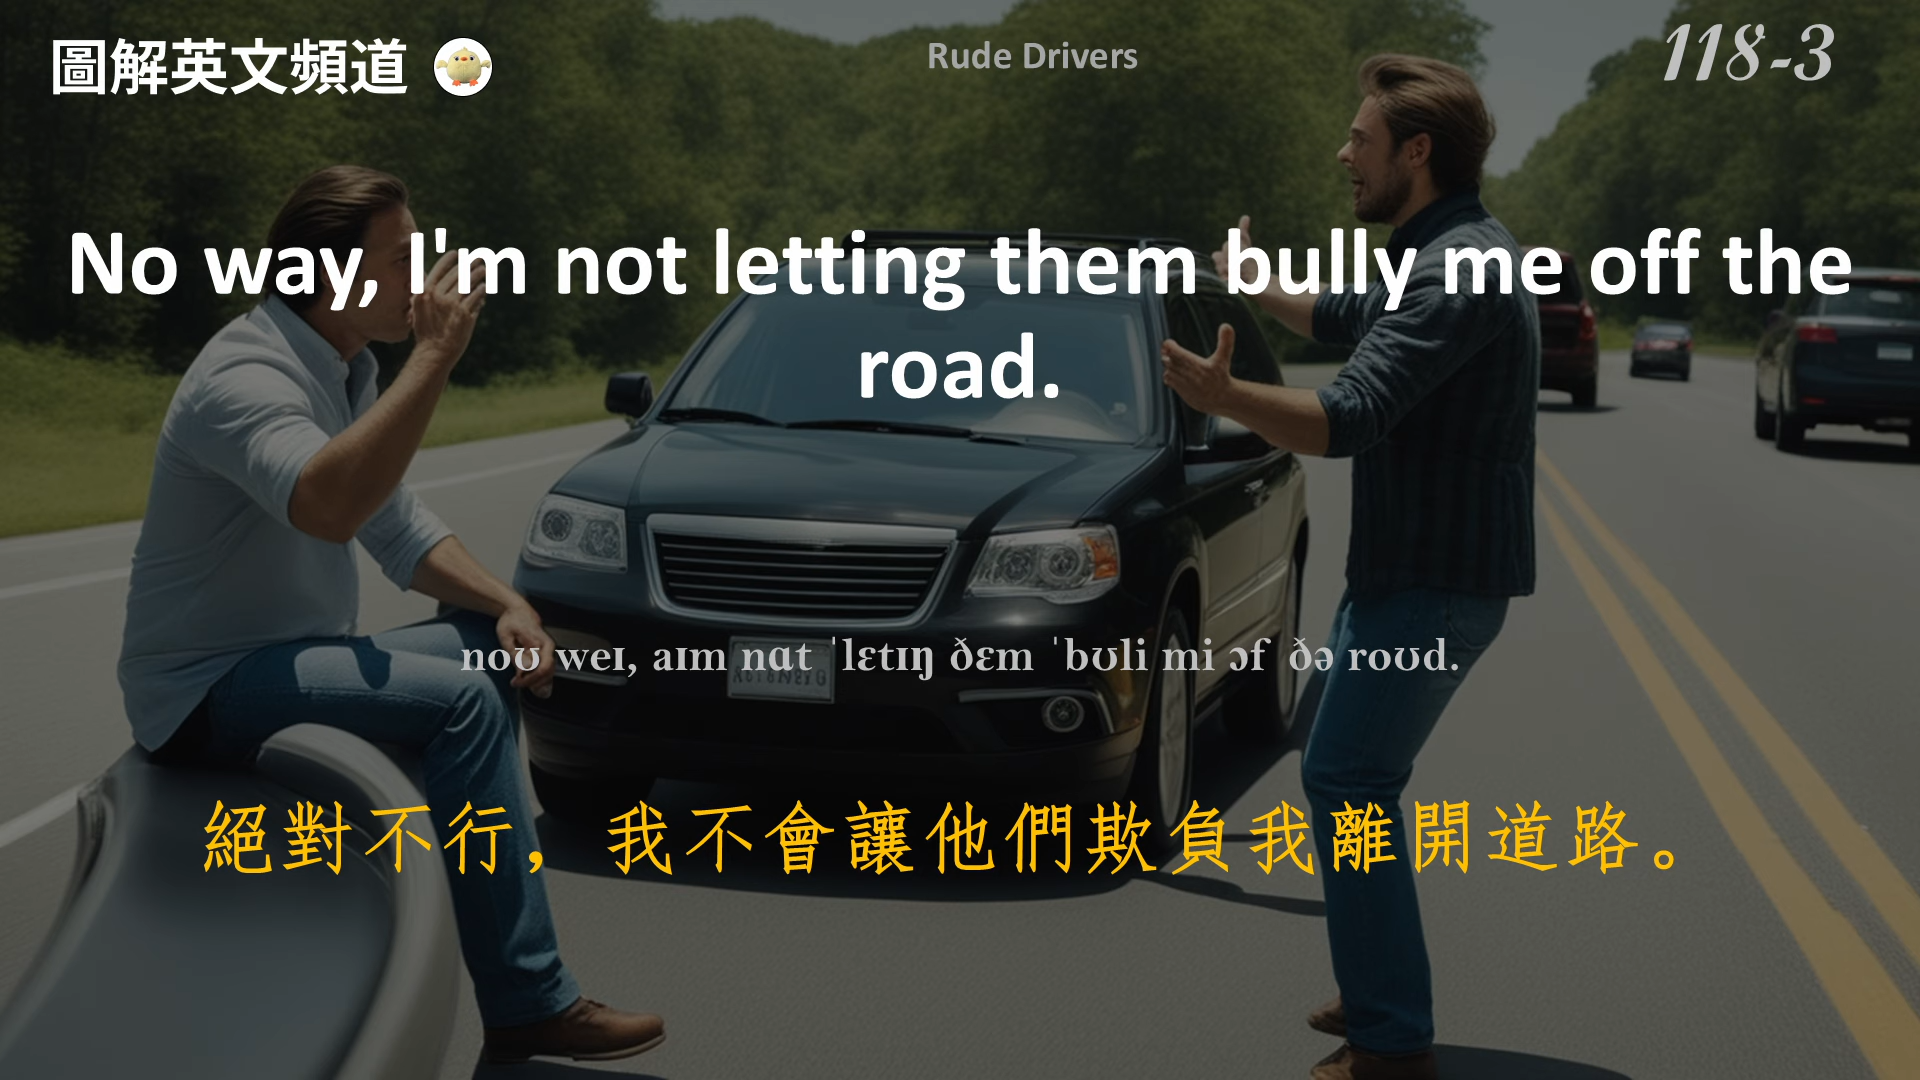 圖解英文頻道
Rude Drivers
118-3
No way, I'm not letting them bully me off the
road.
noʊ weɪ, aɪm nɑt ˈlɛtɪŋ ðɛm ˈbʊli mi ɔf ðə roʊd.
絕對不行，我不會讓他們欺負我離開道路。